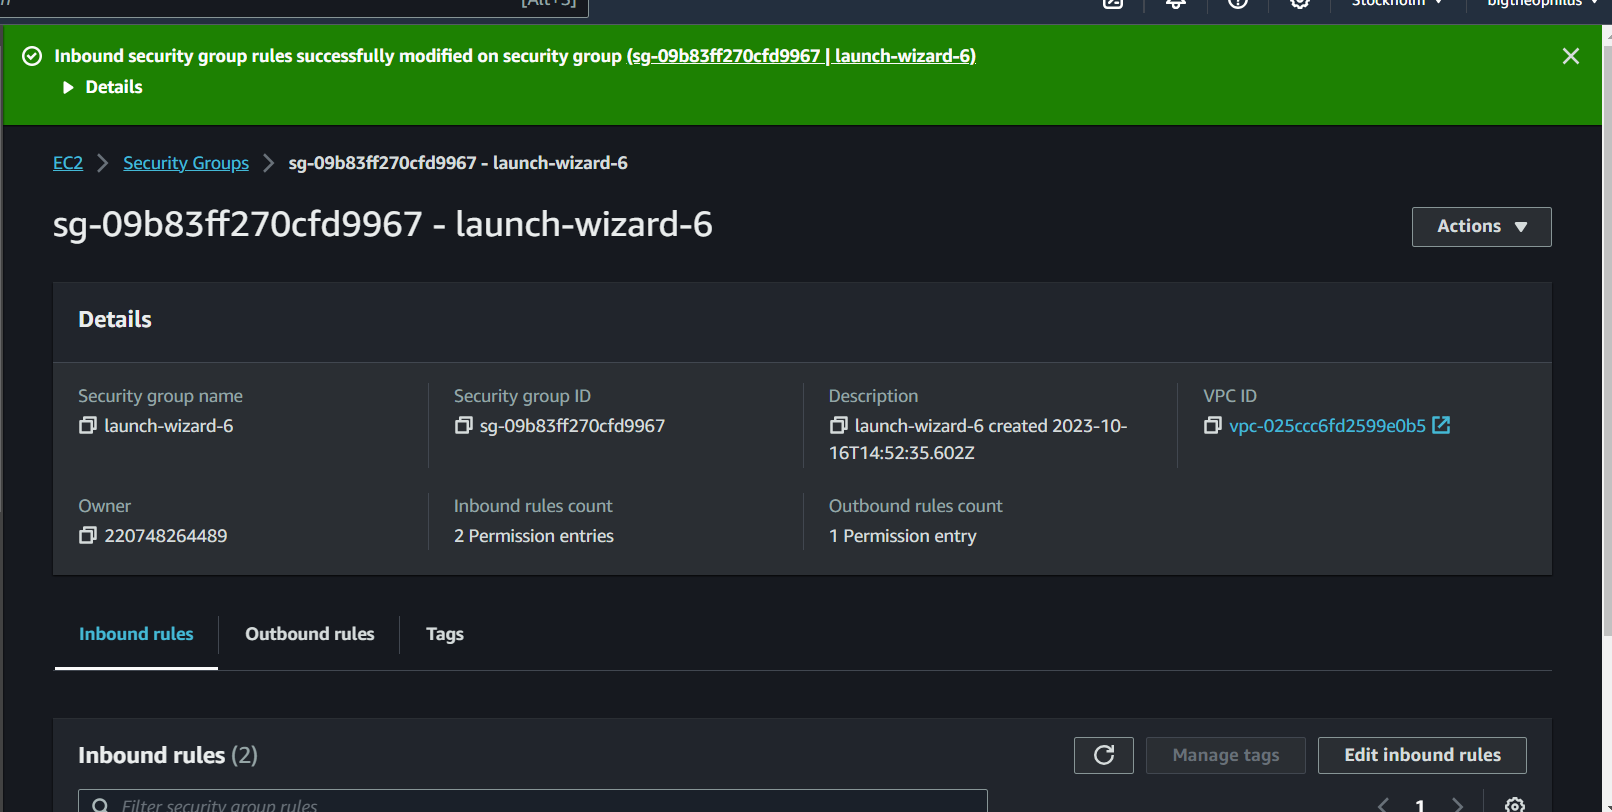 [Alt+S]
Stockholm
bigtheophilus
Inbound security group rules successfully modified on security group (sg-09b83ff270cfd9967 | launch-wizard-6)
Details
EC2 > Security Groups > sg-09b83ff270cfd9967 - launch-wizard-6
sg-09b83ff270cfd9967 - launch-wizard-6
Actions
Details
Security group name
launch-wizard-6
Security group ID
sg-09b83ff270cfd9967
Description
launch-wizard-6 created 2023-10-
16T14:52:35.602Z
VPC ID
vpc-025ccc6fd2599e0b5
Owner
220748264489
Inbound rules count
2 Permission entries
Outbound rules count
1 Permission entry
Inbound rules
Outbound rules
Tags
Inbound rules (2)
Manage tags
Edit inbound rules
Filter security group rules
1